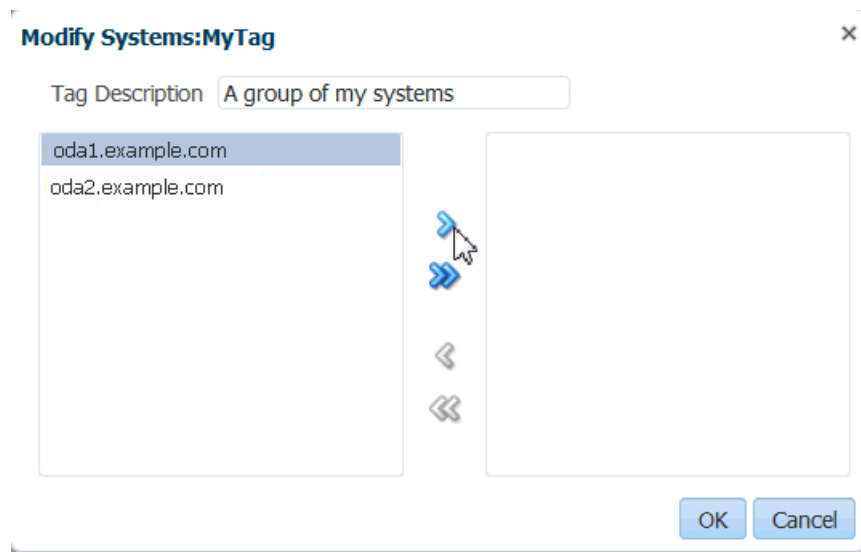 Modify Systems:MyTag
Tag Description A group of my systems
oda1.example.com
oda2.example.com
OK Cancel